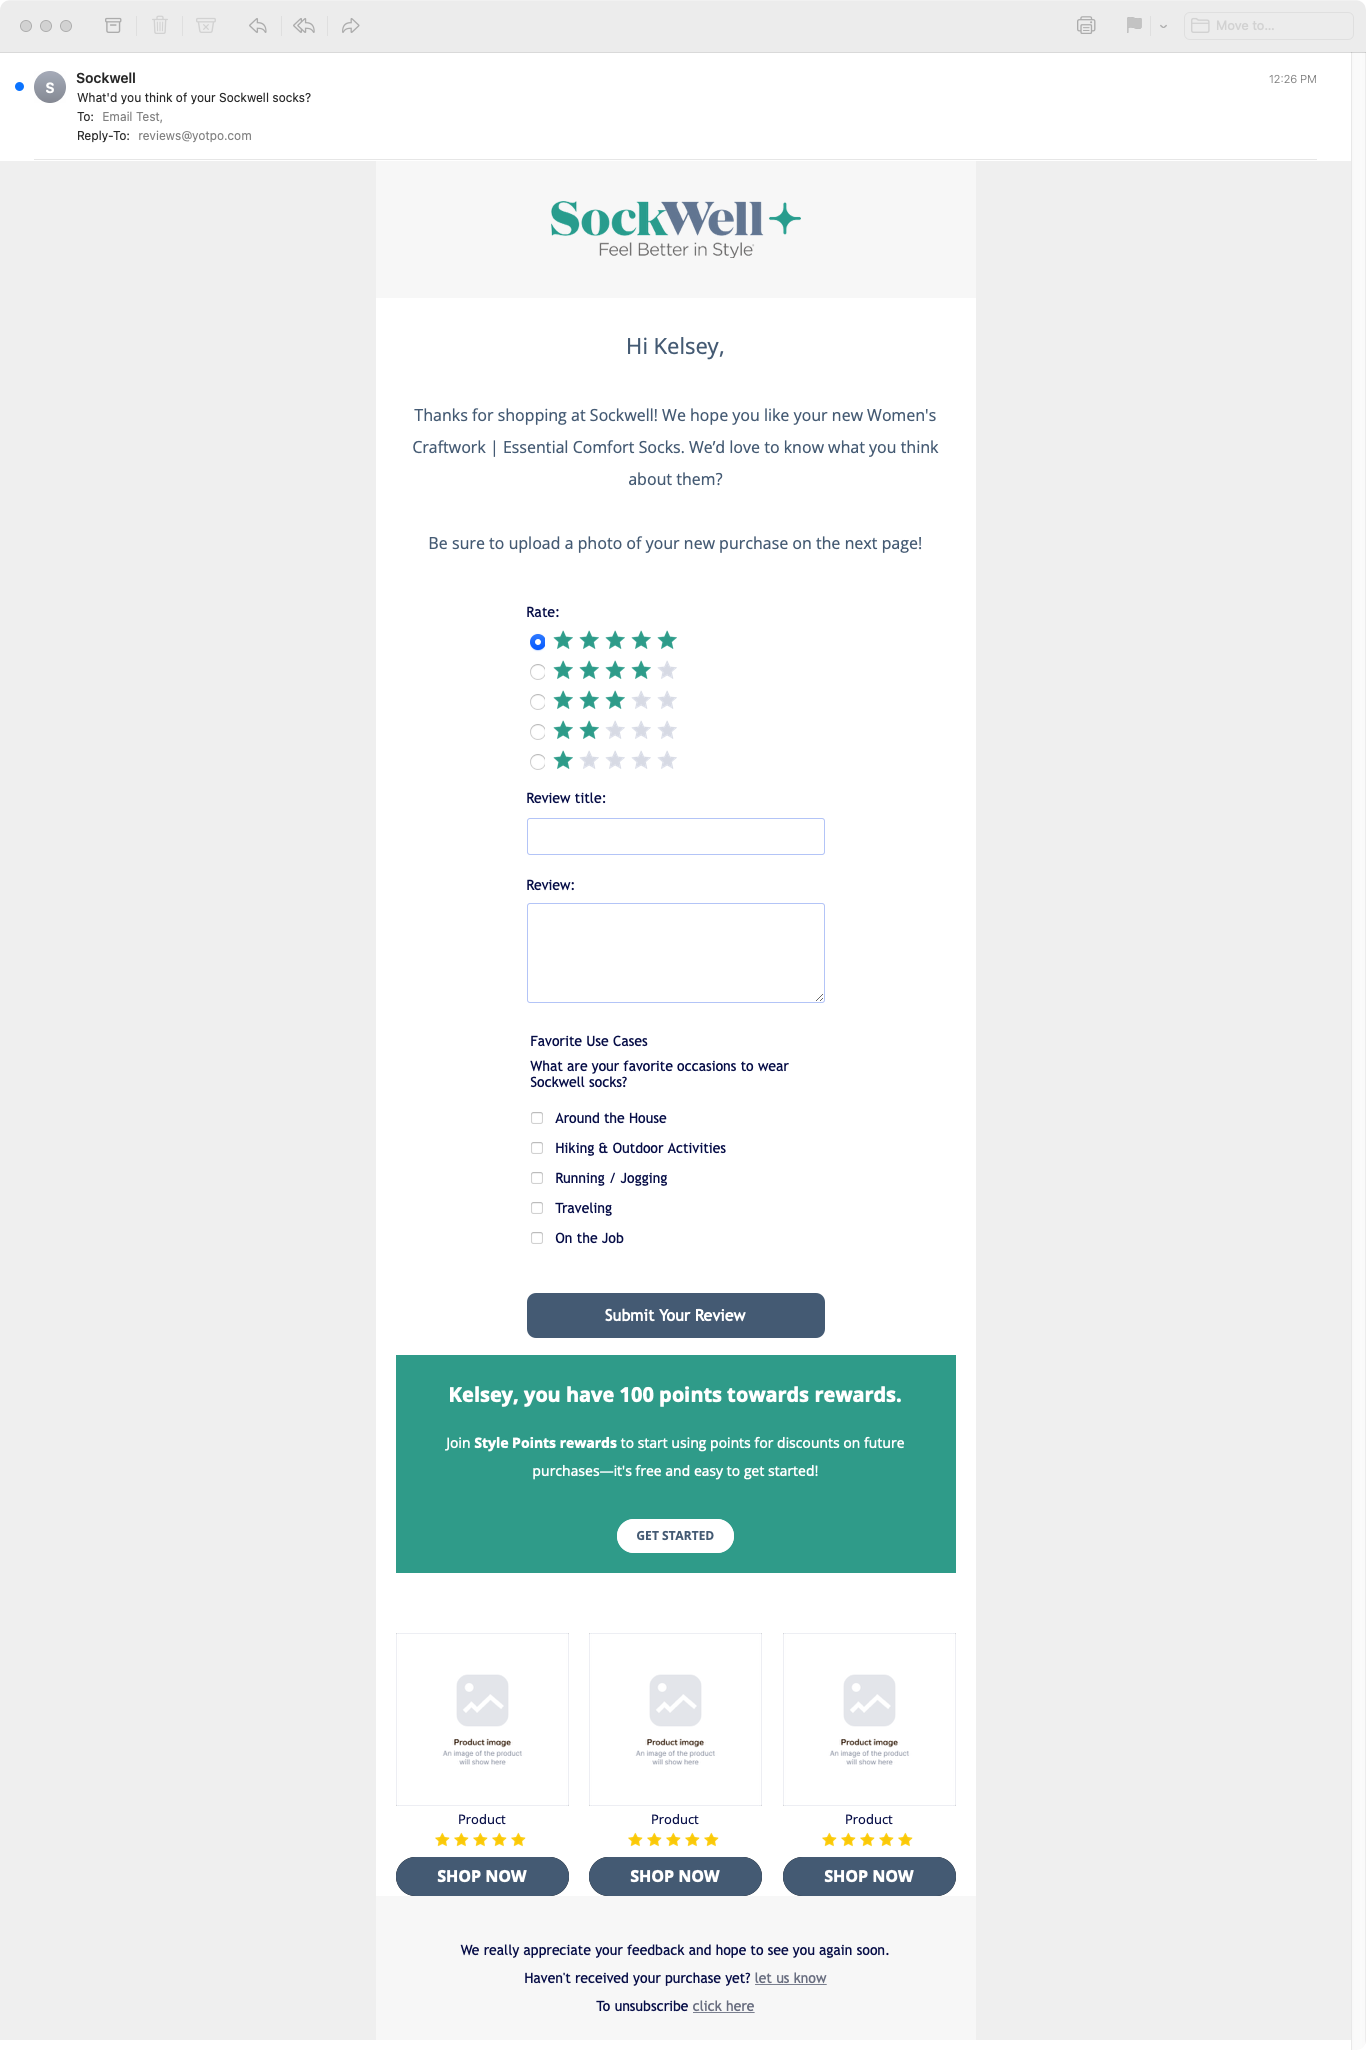 Move to...
S
Sockwell
12:26 PM
What'd you think of your Sockwell socks?
To: Email Test,
Reply-To: reviews@yotpo.com
SockWell
Feel Better in Style
Hi Kelsey,
Thanks for shopping at Sockwell! We hope you like your new Women's
Craftwork | Essential Comfort Socks. We’d love to know what you think
about them?
Be sure to upload a photo of your new purchase on the next page!
Rate:
Review title:
Review:
Favorite Use Cases
What are your favorite occasions to wear
Sockwell socks?
Around the House
Hiking & Outdoor Activities
Running / Jogging
Traveling
On the Job
Submit Your Review
Kelsey, you have 100 points towards rewards.
Join Style Points rewards to start using points for discounts on future
purchases—it's free and easy to get started!
GET STARTED
Product image
An image of the product
will show here
Product
SHOP NOW
Product image
An image of the product
will show here
Product
SHOP NOW
Product image
An image of the product
will show here
Product
SHOP NOW
We really appreciate your feedback and hope to see you again soon.
Haven't received your purchase yet? let us know
To unsubscribe click here